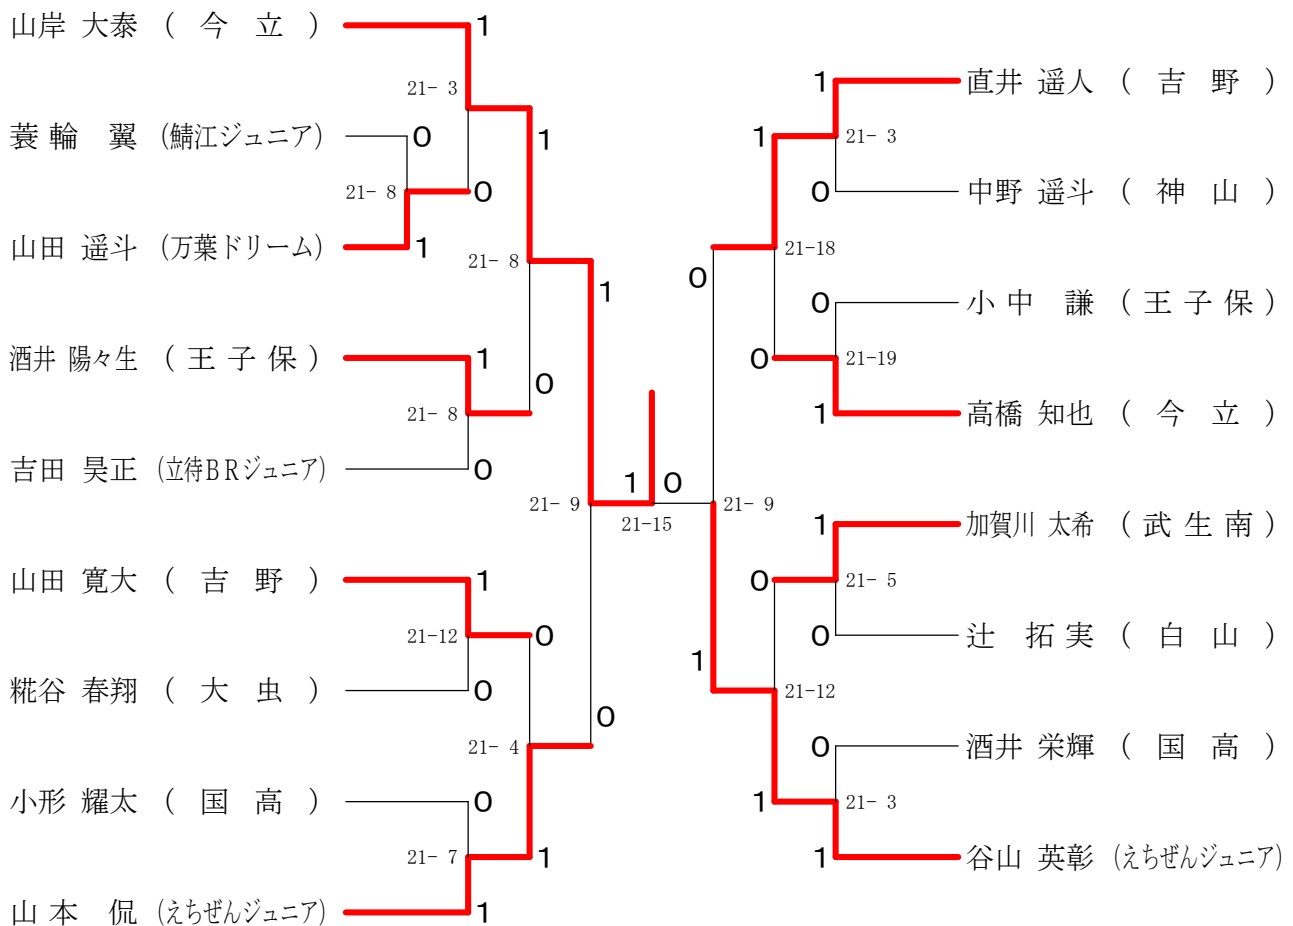 山岸 大泰 ( 今 立 )
1
21- 3
蓑 輪 翼 (鯖江ジュニア)
0
21- 8
0
山田 遥斗 (万葉ドリーム)
1
1
21- 8
酒井 陽々生 ( 王 子 保 )
1
21- 8
0
吉田 昊正 (立待BRジュニア)
0
1
21- 9
山田 寛大 ( 吉 野 )
1
21-12
0
糀谷 春翔 ( 大 虫 )
0
21- 4
0
小形 耀太 ( 国 高 )
0
21- 7
1
山 本 侃 (えちぜんジュニア)
1
1 0
21-15
1
直井 遥人 ( 吉 野 )
1
21- 3
0
中野 遥斗 ( 神 山 )
21-18
0
0
小 中 謙 ( 王 子 保 )
0
21-19
1
高橋 知也 ( 今 立 )
21- 9
1
加賀川 太希 ( 武 生 南 )
0
21- 5
0
辻 拓 実 ( 白 山 )
1
21-12
0
酒井 栄輝 ( 国 高 )
1
21- 3
1
谷山 英彰 (えちぜんジュニア)